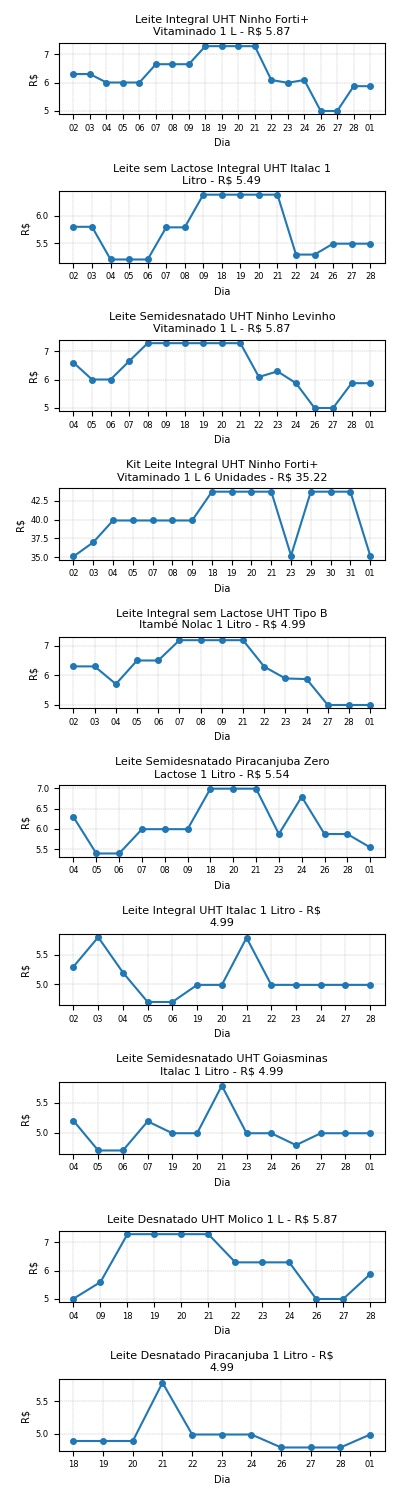 Leite Integral UHT Ninho Forti+
Vitaminado 1 L - R$ 5.87
7
6
5
R$
02 03 04 05 06 07 08 09 18 19 20 21 22 23 24 26 27 28 01
Dia
Leite sem Lactose Integral UHT Italac 1
Litro - R$ 5.49
6.0
5.5
R$
02 03 04 05 06 07 08 09 18 19 20 21 22 24 26 27 28
Dia
Leite Semidesnatado UHT Ninho Levinho
Vitaminado 1 L - R$ 5.87
7
6
5
R$
04 05 06 07 08 09 18 19 20 21 22 23 24 26 27 28 01
Dia
Kit Leite Integral UHT Ninho Forti+
Vitaminado 1 L 6 Unidades - R$ 35.22
42.5
40.0
37.5
35.0
R$
02 03 04 05 07 08 09 18 19 20 21 23 29 30 31 01
Dia
Leite Integral sem Lactose UHT Tipo B
Itambé Nolac 1 Litro - R$ 4.99
7
6
5
R$
02 03 04 05 06 07 08 09 21 22 23 24 27 28 01
Dia
Leite Semidesnatado Piracanjuba Zero
Lactose 1 Litro - R$ 5.54
7.0
6.5
6.0
5.5
R$
04 05 06 07 08 09 18 20 21 23 24 26 28 01
Dia
Leite Integral UHT Italac 1 Litro - R$
4.99
5.5
5.0
R$
02 03 04 05 06 19 20 21 22 23 24 27 28
Dia
Leite Semidesnatado UHT Goiasminas
Italac 1 Litro - R$ 4.99
5.5
5.0
R$
04 05 06 07 19 20 21 23 24 26 27 28 01
Dia
Leite Desnatado UHT Molico 1 L - R$ 5.87
7
6
5
R$
04 09 18 19 20 21 22 23 24 26 27 28
Dia
Leite Desnatado Piracanjuba 1 Litro - R$
4.99
5.5
5.0
R$
18 19 20 21 22 23 24 26 27 28 01
Dia